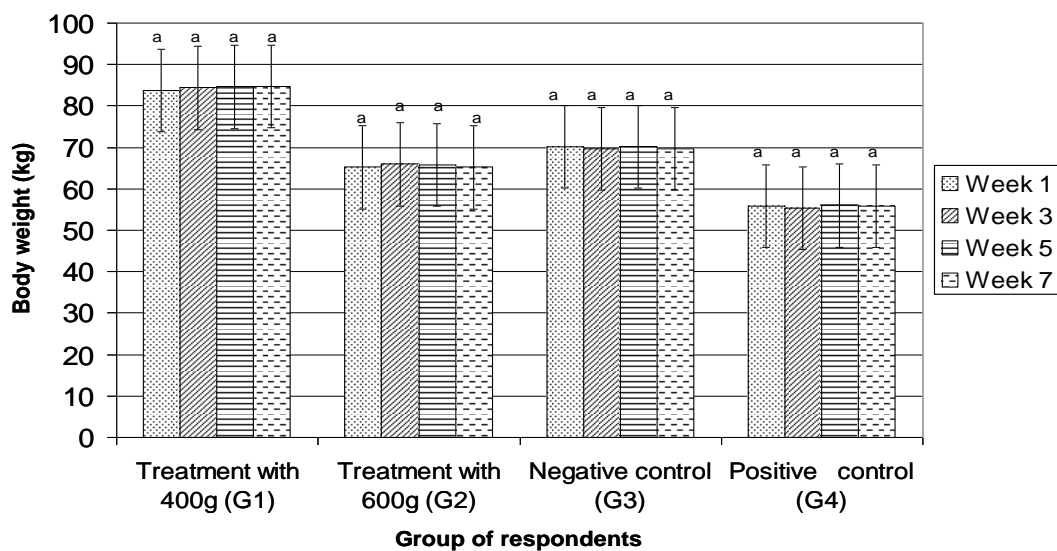 100
90
80
70
60
50
40
30
20
10
0
Body weight (kg)
a a a a
a a a a
a a a a
a a a a
Treatment with
400g (G1)
Treatment with
600g (G2)
Negative control
(G3)
Positive control
(G4)
Group of respondents
Week 1
Week 3
Week 5
Week 7